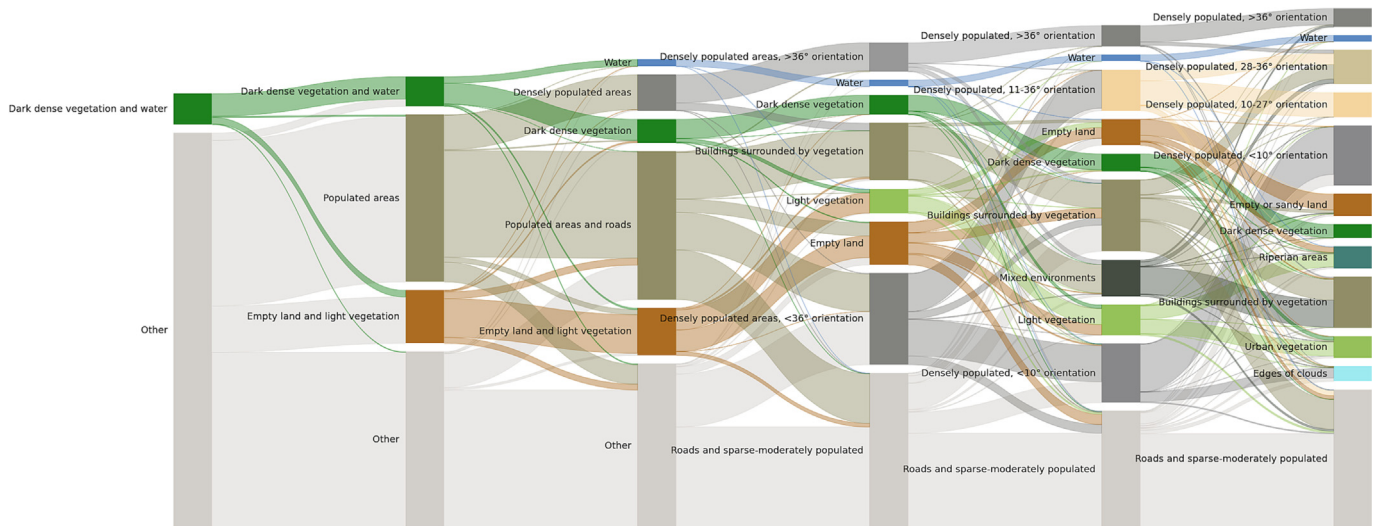 Dark dense vegetation and water
Other
Dark dense vegetation and water
Populated areas
Empty land and light vegetation
Other
Water
Densely populated areas
Dark dense vegetation
Populated areas and roads
Empty land and light vegetation
Other
Densely populated areas, >36° orientation
Water
Dark dense vegetation
Buildings surrounded by vegetation
Light vegetation
Empty land
Densely populated areas, <36° orientation
Roads and sparse-moderately populated
Densely populated, >36° orientation
Water
Densely populated, 11-36° orientation
Empty land
Dark dense vegetation
Buildings surrounded by vegetation
Mixed environments
Light vegetation
Densely populated, <10° orientation
Roads and sparse-moderately populated
Densely populated, >36° orientation
Water
Densely populated, 28-36° orientation
Densely populated, 10-27° orientation
Densely populated, <10° orientation
Empty or sandy land
Dark dense vegetation
Riperian areas
Buildings surrounded by vegetation
Urban vegetation
Edges of clouds
Roads and sparse-moderately populated